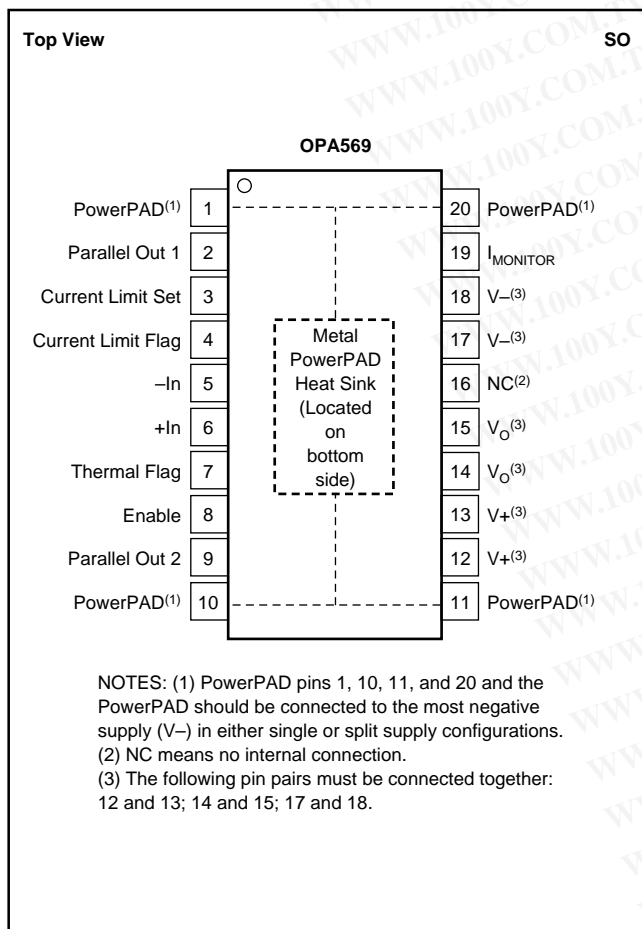 Top View SO
OPA569
PowerPAD(1) 1 20 PowerPAD(1)
Parallel Out 1 2 19 IMONITOR
Current Limit Set 3 18 V–(3)
Current Limit Flag 4 17 V–(3)
–In 5 16 NC(2)
+In 6 15 VO(3)
Thermal Flag 7 14 VO(3)
Enable 8 13 V+(3)
Parallel Out 2 9 12 V+(3)
PowerPAD(1) 10 11 PowerPAD(1)
Metal
PowerPAD
Heat Sink
(Located
on
bottom
side)
NOTES: (1) PowerPAD pins 1, 10, 11, and 20 and the
PowerPAD should be connected to the most negative
supply (V–) in either single or split supply configurations.
(2) NC means no internal connection.
(3) The following pin pairs must be connected together:
12 and 13; 14 and 15; 17 and 18.
WWW.100Y.COM.T